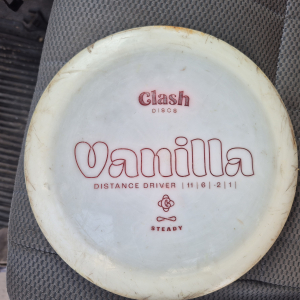 Clash
DISCS
Vanilla
DISTANCE DRIVER | 11 | 6 | -2 | 1 |
STEADY